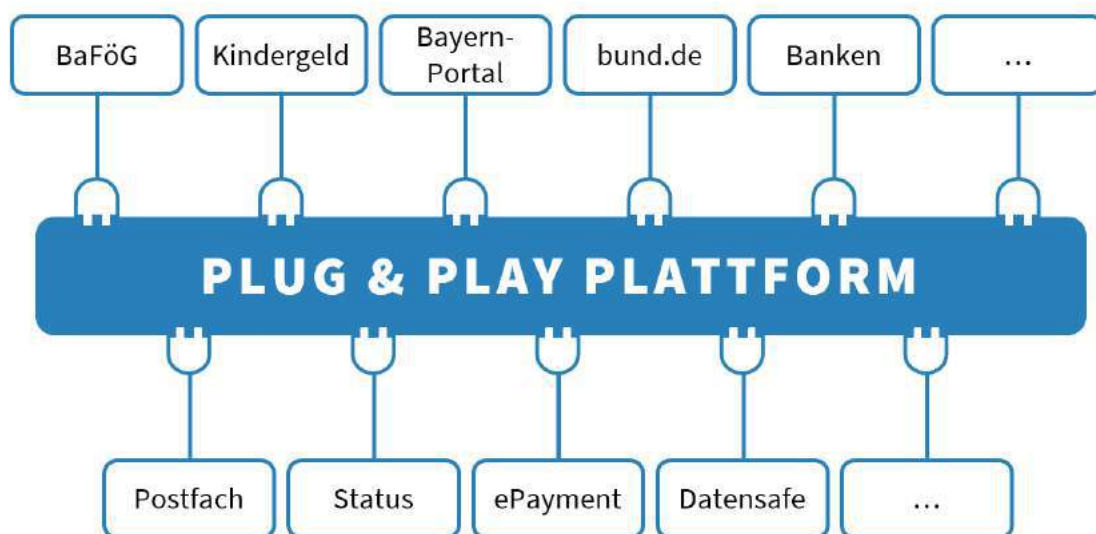 BaFöG
Kindergeld
Bayern-
Portal
bund.de
Banken
...
PLUG & PLAY PLATTFORM
Postfach
Status
ePayment
Datensafe
...